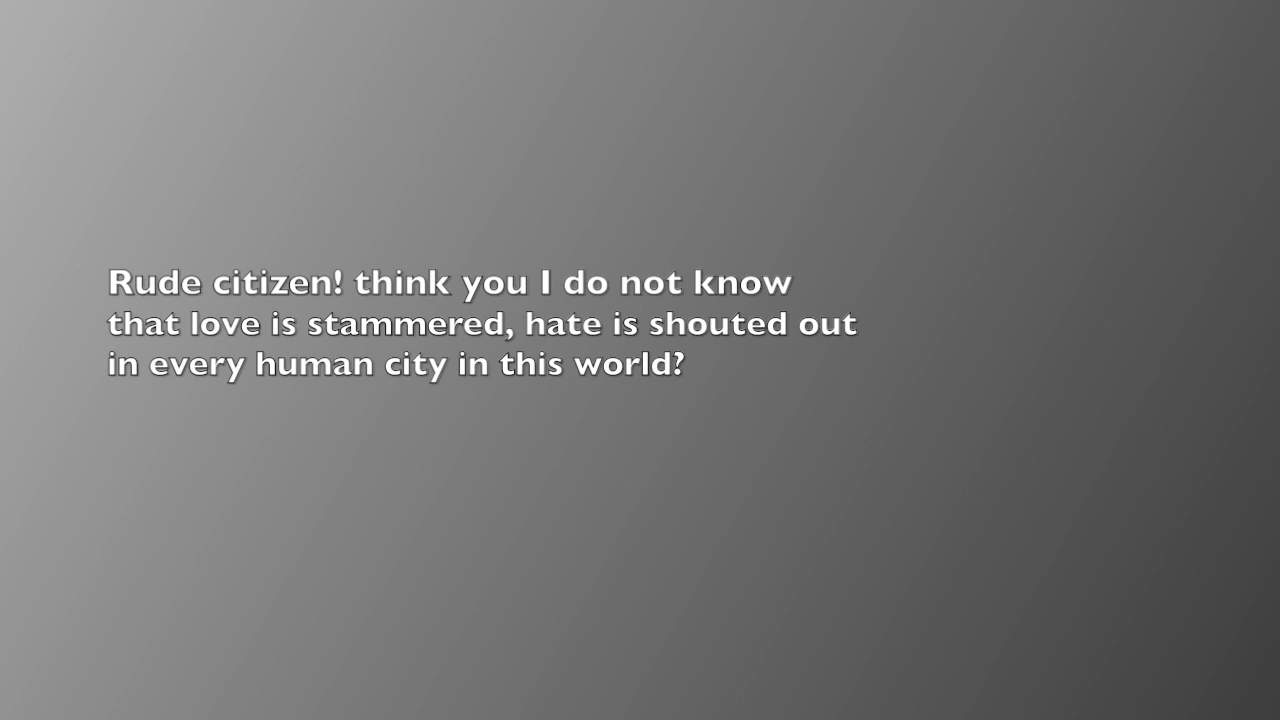 Rude citizen! think you I do not know
that love is stammered, hate is shouted out
in every human city in this world?